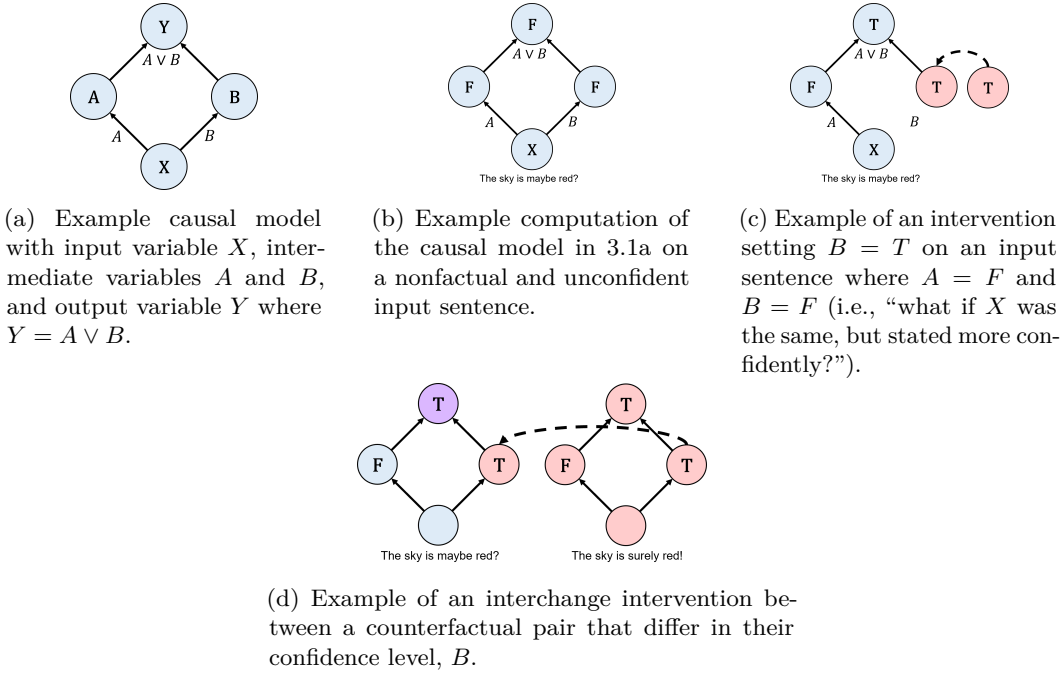 Y
A ∨ B
A
B
A
B
X
F
A ∨ B
F
F
A
B
X
The sky is maybe red?
T
A ∨ B
F
T
T
A
B
X
The sky is maybe red?
(a) Example causal model
with input variable X, inter-
mediate variables A and B,
and output variable Y where
Y = A ∨ B.
(b) Example computation of
the causal model in 3.1a on
a nonfactual and unconfident
input sentence.
(c) Example of an intervention
setting B = T on an input
sentence where A = F and
B = F (i.e., “what if X was
the same, but stated more con-
fidently?”).
T
F
T
The sky is maybe red?
T
F
T
The sky is surely red!
(d) Example of an interchange intervention be-
tween a counterfactual pair that differ in their
confidence level, B.